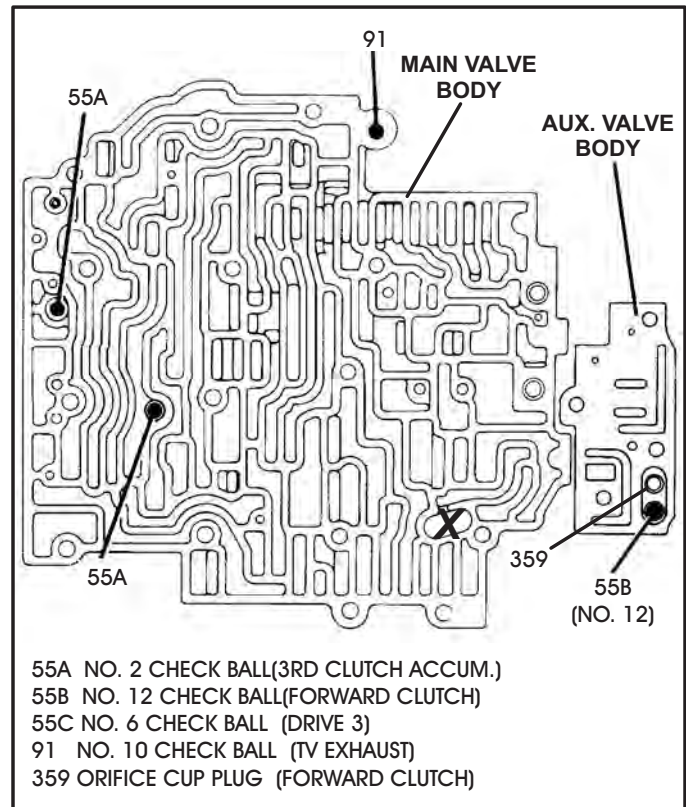 91
MAIN VALVE
BODY
55A
AUX. VALVE
BODY
X
55A
359
55B
(NO. 12)
55A NO. 2 CHECK BALL(3RD CLUTCH ACCUM.)
55B NO. 12 CHECK BALL(FORWARD CLUTCH)
55C NO. 6 CHECK BALL (DRIVE 3)
91 NO. 10 CHECK BALL (TV EXHAUST)
359 ORIFICE CUP PLUG (FORWARD CLUTCH)